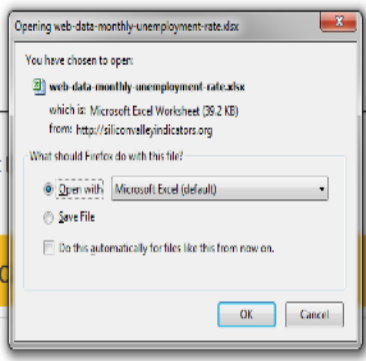 Opening web-data-monthly-unemployment-rate.xlsx
You have chosen to open:
web-data-monthly-unemployment-rate.xlsx
which is: Microsoft Excel Worksheet (39.2 KB)
from: http://siliconvalleyindicators.org
What should Firefox do with this file?
Open with Microsoft Excel (default)
Save File
Do this automatically for files like this from now on.
OK Cancel